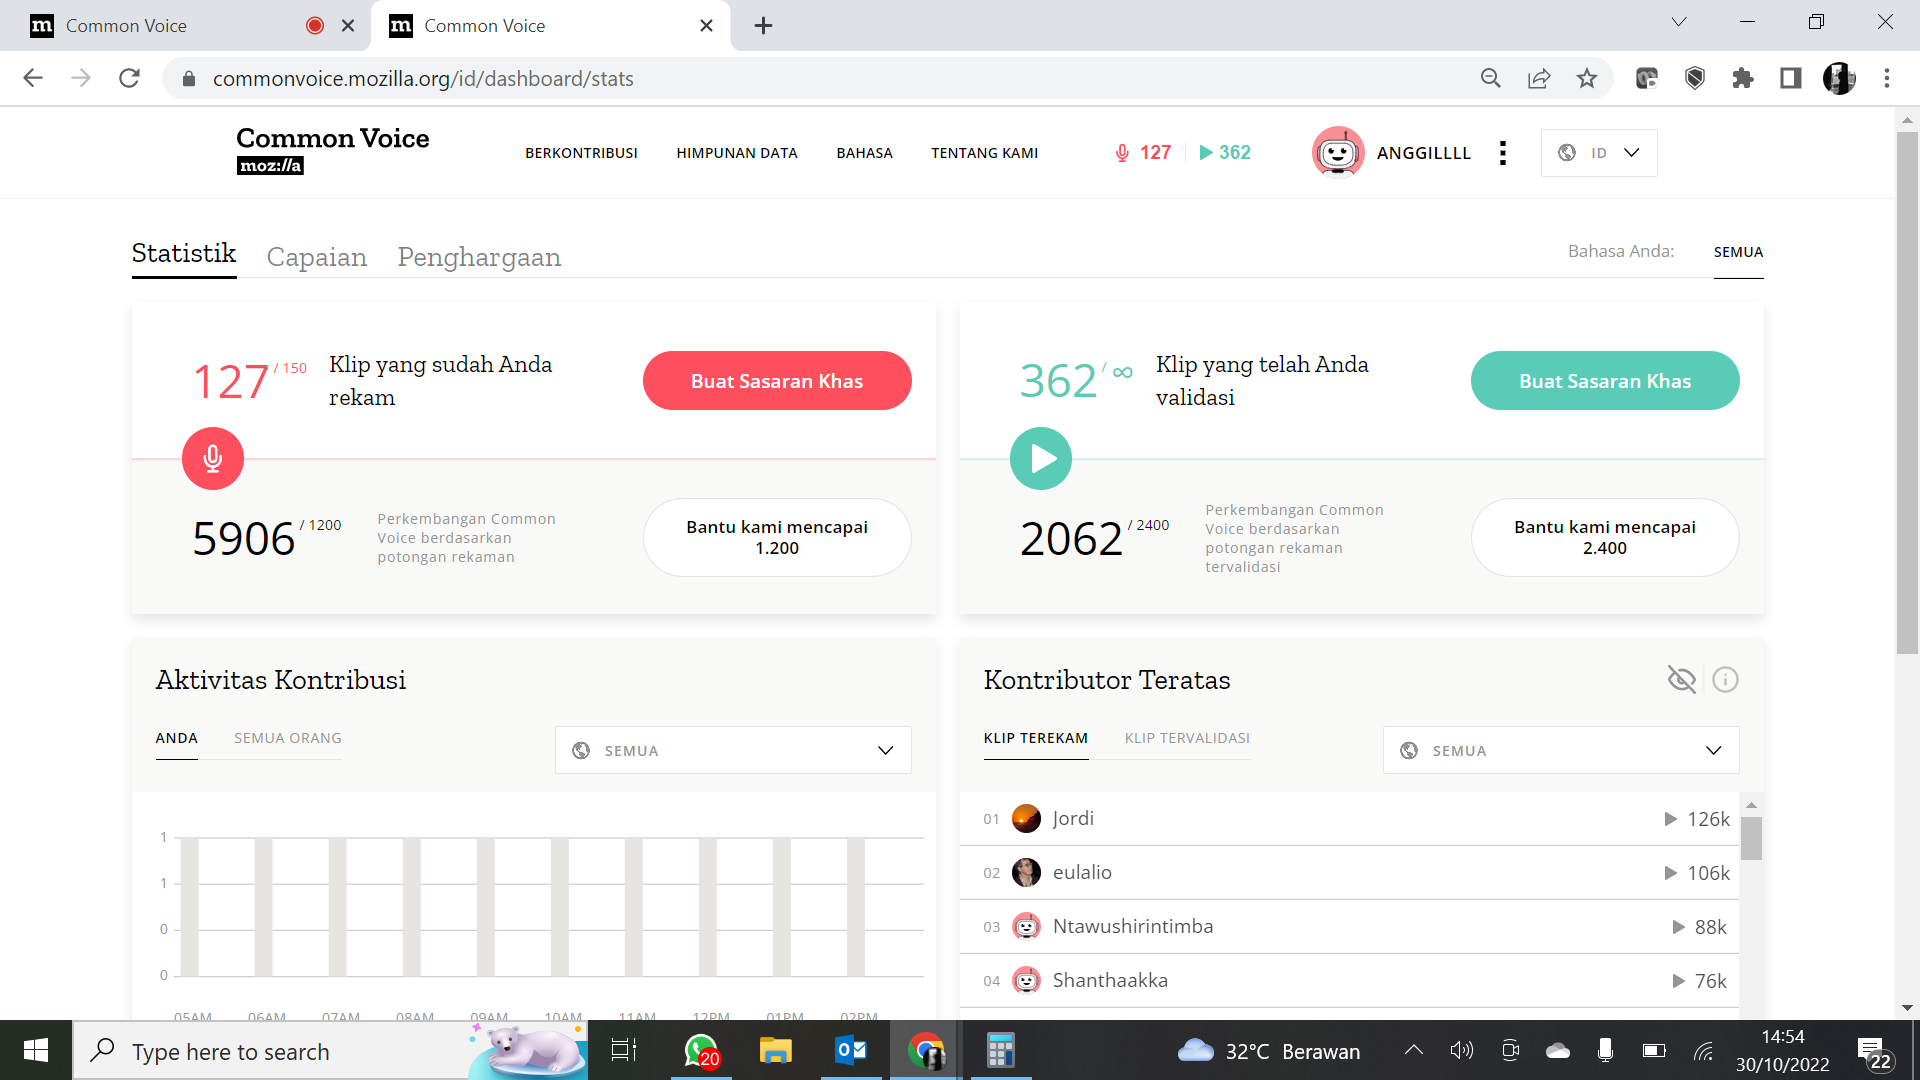 Common Voice
Common Voice
commonvoice.mozilla.org/id/dashboard/stats
Common Voice
moz://a
BERKONTRIBUSI
HIMPUNAN DATA
BAHASA
TENTANG KAMI
127
362
ANGGILLLL
ID
Statistik
Capaian
Penghargaan
Bahasa Anda:
SEMUA
127 / 150
Klip yang sudah Anda
rekam
Buat Sasaran Khas
362 / ∞
Klip yang telah Anda
validasi
Buat Sasaran Khas
5906 / 1200
Perkembangan Common
Voice berdasarkan
potongan rekaman
Bantu kami mencapai
1.200
2062 / 2400
Perkembangan Common
Voice berdasarkan
potongan rekaman
tervalidasi
Bantu kami mencapai
2.400
Aktivitas Kontribusi
ANDA
SEMUA ORANG
SEMUA
1
1
0
0
05AM 06AM 07AM 08AM 09AM 10AM 11AM 12PM 01PM 02PM
Kontributor Teratas
KLIP TEREKAM
KLIP TERVALIDASI
SEMUA
01 Jordi 126k
02 eulalio 106k
03 Ntawushirintimba 88k
04 Shanthaakka 76k
Type here to search
20
32°C Berawan
14:54
30/10/2022
22